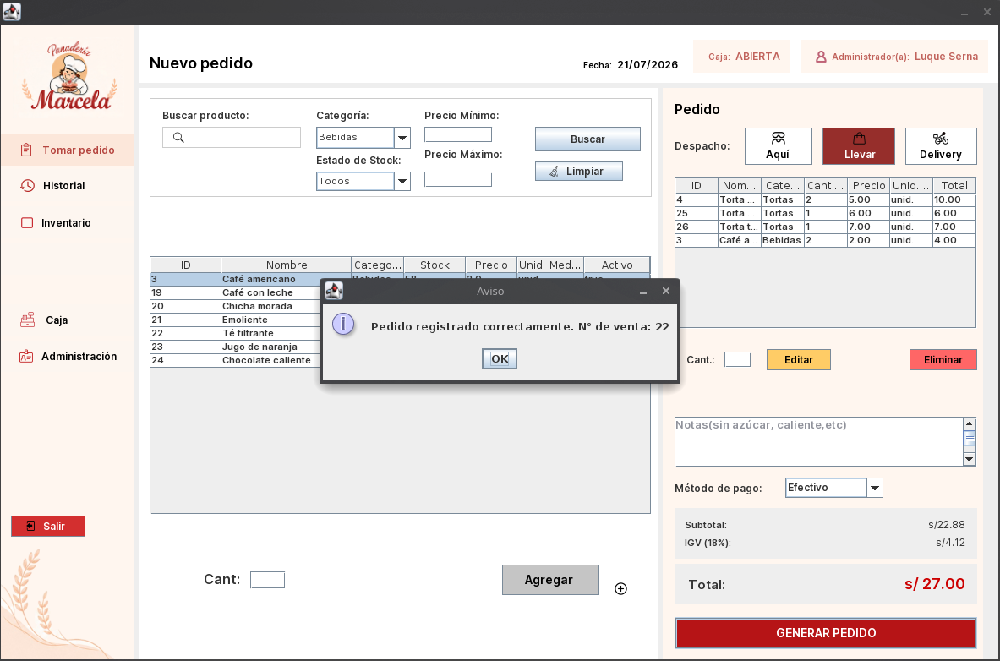 Panadería
Marcela
Tomar pedido
Historial
Inventario
Caja
Administración
Salir
Nuevo pedido
Fecha: 21/07/2026
Caja: ABIERTA
Administrador(a): Luque Serna
Buscar producto:
Categoría:
Bebidas
Estado de Stock:
Todos
Precio Mínimo:
Precio Máximo:
Buscar
Limpiar
ID Nombre Catego... Stock Precio Unid. Med... Activo
3 Café americano
19 Café con leche
20 Chicha morada
21 Emoliente
22 Té filtrante
23 Jugo de naranja
24 Chocolate caliente
Aviso
Pedido registrado correctamente. N° de venta: 22
OK
Cant:
Agregar
Pedido
Despacho:
Aquí
Llevar
Delivery
ID Nom... Cate... Canti... Precio Unid.... Total
4 Torta ... Tortas 2 5.00 unid. 10.00
25 Torta ... Tortas 1 6.00 unid. 6.00
26 Torta t... Tortas 1 7.00 unid. 7.00
3 Café a... Bebidas 2 2.00 unid. 4.00
Cant.:
Editar
Eliminar
Notas(sin azúcar, caliente,etc)
Método de pago:
Efectivo
Subtotal: s/22.88
IGV (18%): s/4.12
Total: s/ 27.00
GENERAR PEDIDO